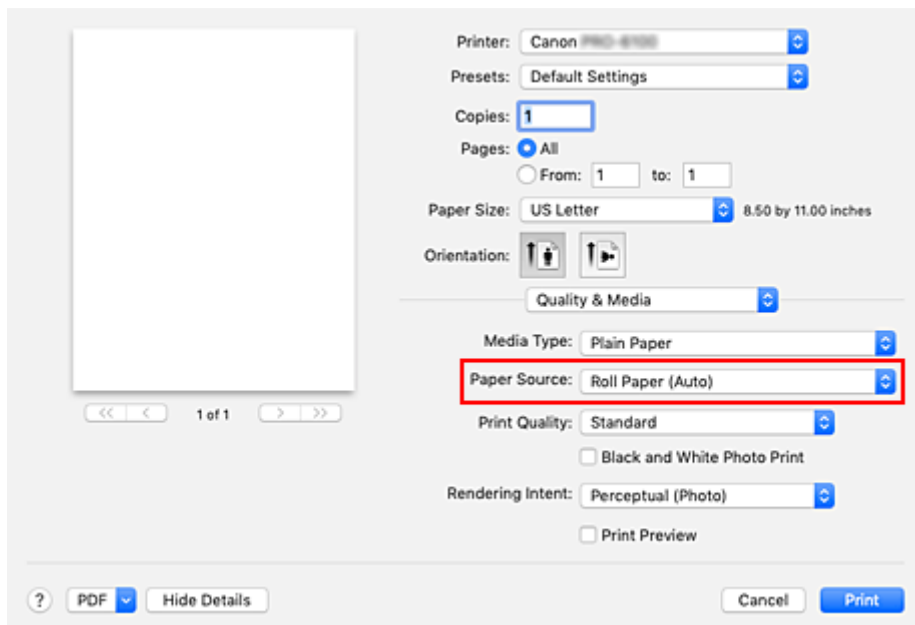 Printer: Canon
Presets: Default Settings
Copies: 1
Pages: All
From: 1 to: 1
Paper Size: US Letter 8.50 by 11.00 inches
Orientation:
Quality & Media
Media Type: Plain Paper
Paper Source: Roll Paper (Auto)
<< < 1 of 1 > >>
Print Quality: Standard
Black and White Photo Print
Rendering Intent: Perceptual (Photo)
Print Preview
? PDF Hide Details Cancel Print